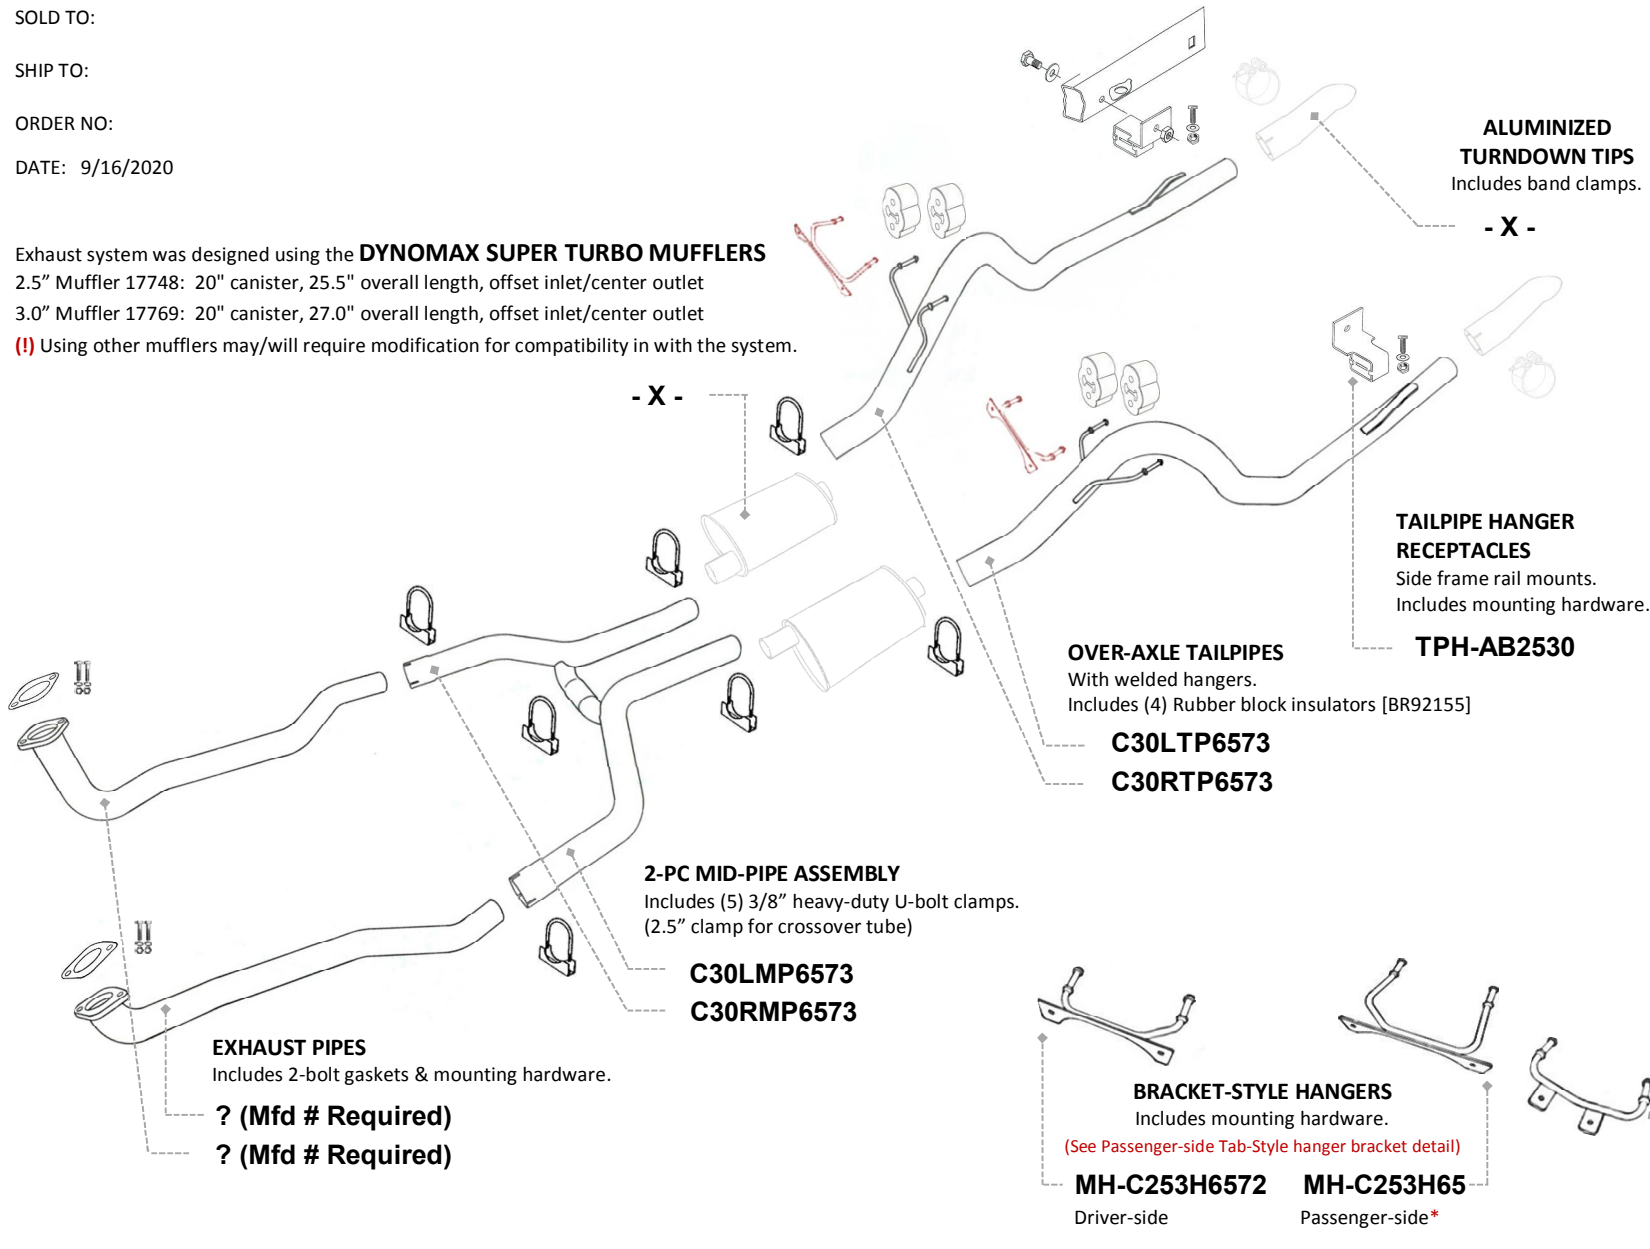 SOLD TO:
SHIP TO:
ORDER NO:
DATE: 9/16/2020
Exhaust system was designed using the DYNOMAX SUPER TURBO MUFFLERS
2.5” Muffler 17748: 20" canister, 25.5" overall length, offset inlet/center outlet
3.0” Muffler 17769: 20" canister, 27.0" overall length, offset inlet/center outlet
(!) Using other mufflers may/will require modification for compatibility in with the system.
- X -
ALUMINIZED
TURNDOWN TIPS
Includes band clamps.
- X -
TAILPIPE HANGER
RECEPTACLES
Side frame rail mounts.
Includes mounting hardware.
TPH-AB2530
OVER-AXLE TAILPIPES
With welded hangers.
Includes (4) Rubber block insulators [BR92155]
C30LTP6573
C30RTP6573
2-PC MID-PIPE ASSEMBLY
Includes (5) 3/8” heavy-duty U-bolt clamps.
(2.5” clamp for crossover tube)
C30LMP6573
C30RMP6573
EXHAUST PIPES
Includes 2-bolt gaskets & mounting hardware.
? (Mfd # Required)
? (Mfd # Required)
BRACKET-STYLE HANGERS
Includes mounting hardware.
(See Passenger-side Tab-Style hanger bracket detail)
MH-C253H6572 MH-C253H65
Driver-side Passenger-side*